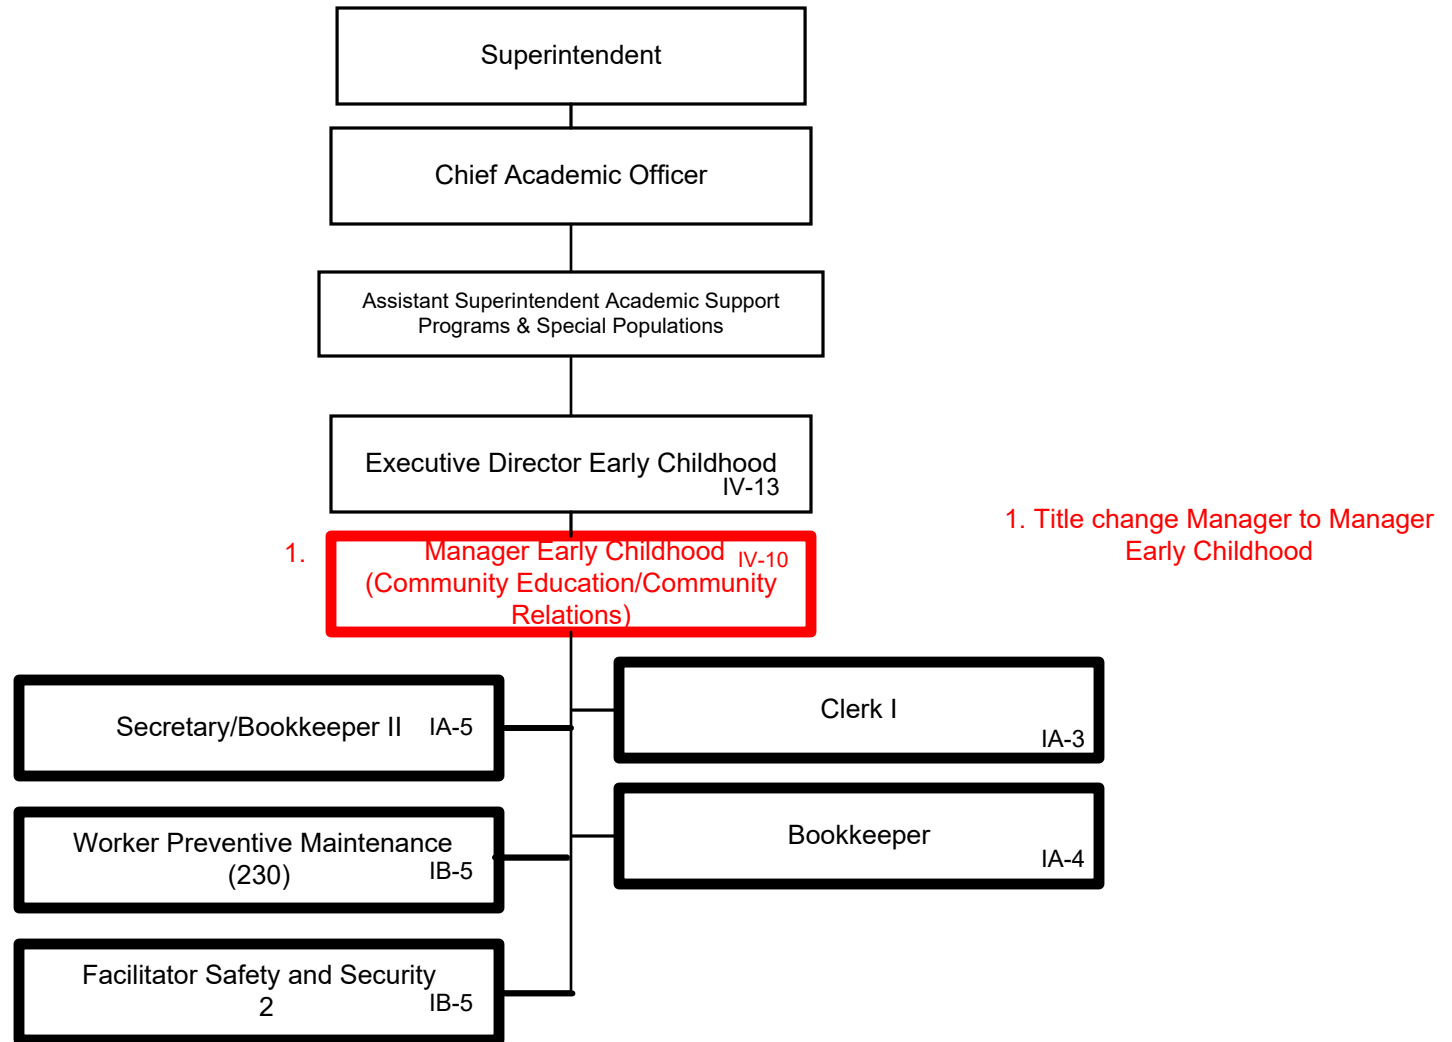 Superintendent
Chief Academic Officer
Assistant Superintendent Academic Support
Programs & Special Populations
Executive Director Early Childhood
IV-13
1. Title change Manager to Manager
Early Childhood
1.
Manager Early Childhood IV-10
(Community Education/Community
Relations)
Secretary/Bookkeeper II IA-5
Clerk I
IA-3
Worker Preventive Maintenance
(230) IB-5
Bookkeeper
IA-4
Facilitator Safety and Security
2 IB-5